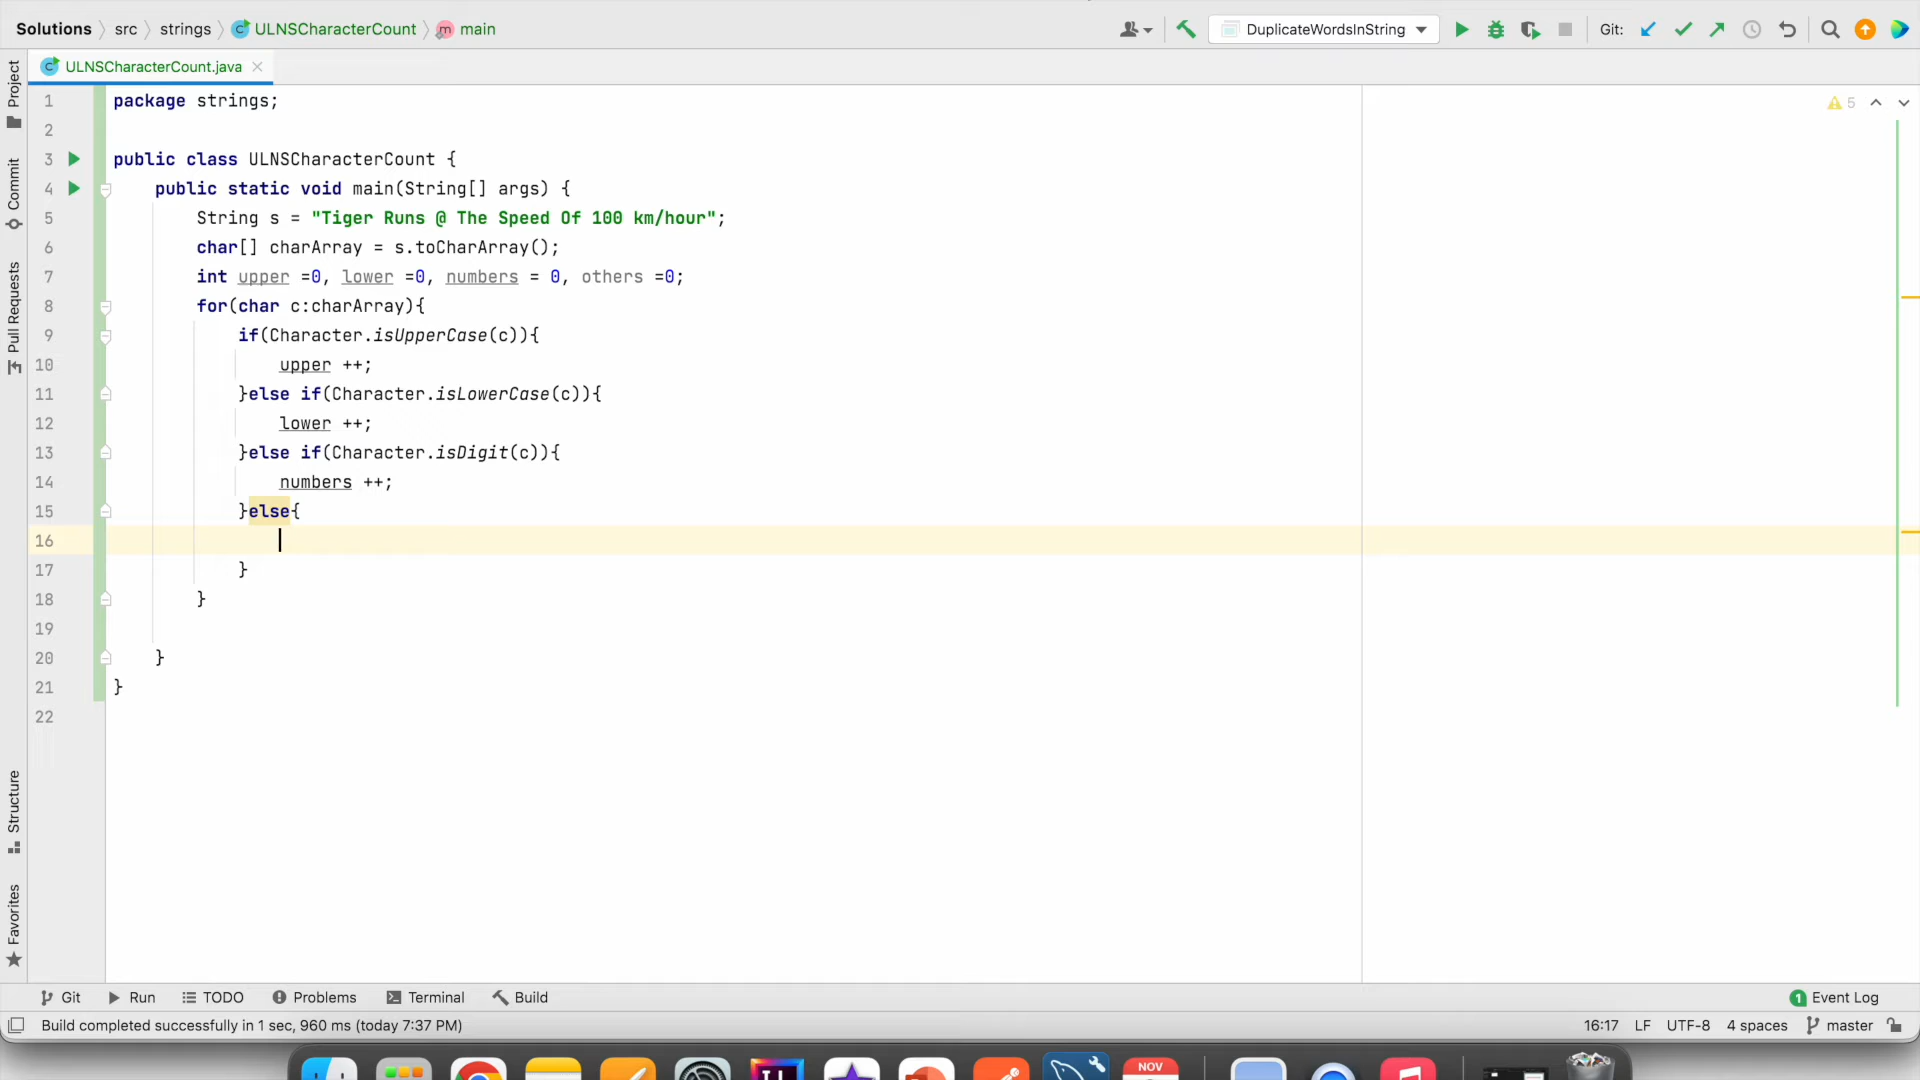 Solutions src strings ULNSCharacterCount main DuplicateWordsInString Git:
ULNSCharacterCount.java
Project
Commit
Pull Requests
Structure
Favorites
5
1 package strings;
2
3 public class ULNSCharacterCount {
4 public static void main(String[] args) {
5 String s = "Tiger Runs @ The Speed Of 100 km/hour";
6 char[] charArray = s.toCharArray();
7 int upper =0, lower =0, numbers = 0, others =0;
8 for(char c:charArray){
9 if(Character.isUpperCase(c)){
10 upper ++;
11 }else if(Character.isLowerCase(c)){
12 lower ++;
13 }else if(Character.isDigit(c)){
14 numbers ++;
15 }else{
16
17 }
18 }
19
20 }
21 }
22
Git Run TODO Problems Terminal Build 1 Event Log
Build completed successfully in 1 sec, 960 ms (today 7:37 PM) 16:17 LF UTF-8 4 spaces master
NOV